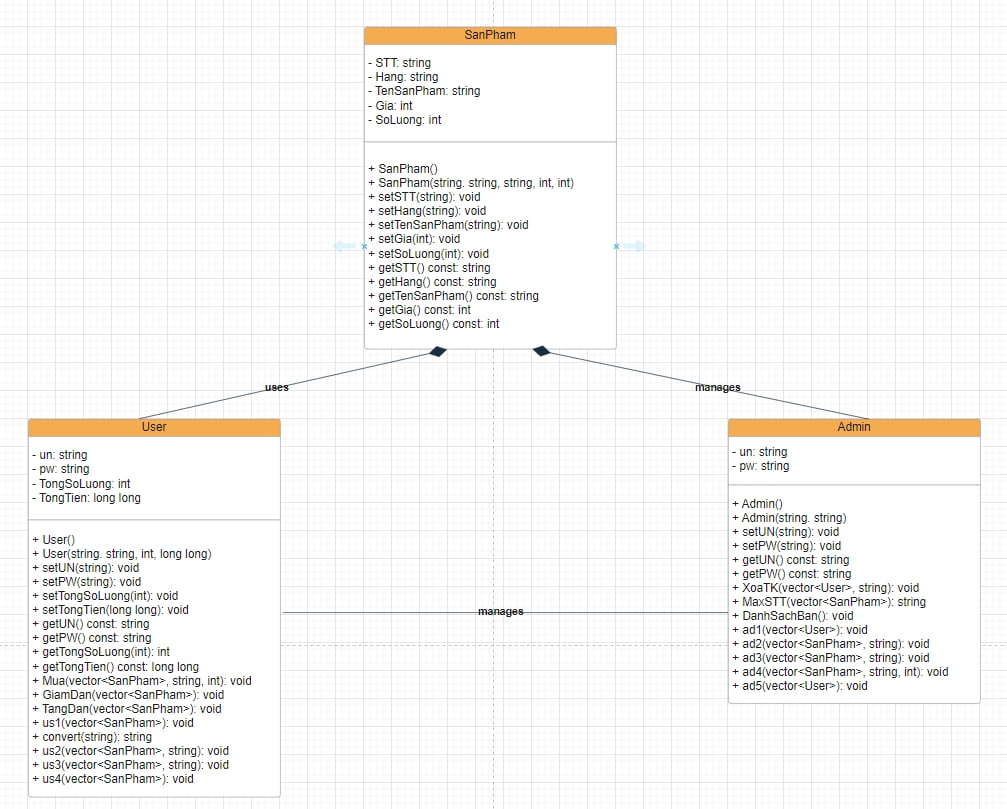 SanPham
- STT: string
- Hang: string
- TenSanPham: string
- Gia: int
- SoLuong: int
+ SanPham()
+ SanPham(string. string, string, int, int)
+ setSTT(string): void
+ setHang(string): void
+ setTenSanPham(string): void
+ setGia(int): void
+ setSoLuong(int): void
+ getSTT() const: string
+ getHang() const: string
+ getTenSanPham() const: string
+ getGia() const: int
+ getSoLuong() const: int
uses
manages
User
- un: string
- pw: string
- TongSoLuong: int
- TongTien: long long
+ User()
+ User(string. string, int, long long)
+ setUN(string): void
+ setPW(string): void
+ setTongSoLuong(int): void
+ setTongTien(long long): void
+ getUN() const: string
+ getPW() const: string
+ getTongSoLuong(int): int
+ getTongTien() const: long long
+ Mua(vector<SanPham>, string, int): void
+ GiamDan(vector<SanPham>): void
+ TangDan(vector<SanPham>): void
+ us1(vector<SanPham>): void
+ convert(string): string
+ us2(vector<SanPham>, string): void
+ us3(vector<SanPham>, string): void
+ us4(vector<SanPham>): void
manages
Admin
- un: string
- pw: string
+ Admin()
+ Admin(string. string)
+ setUN(string): void
+ setPW(string): void
+ getUN() const: string
+ getPW() const: string
+ XoaTK(vector<User>, string): void
+ MaxSTT(vector<SanPham>): string
+ DanhSachBan(): void
+ ad1(vector<User>): void
+ ad2(vector<SanPham>, string): void
+ ad3(vector<SanPham>, string): void
+ ad4(vector<SanPham>, string, int): void
+ ad5(vector<User>): void